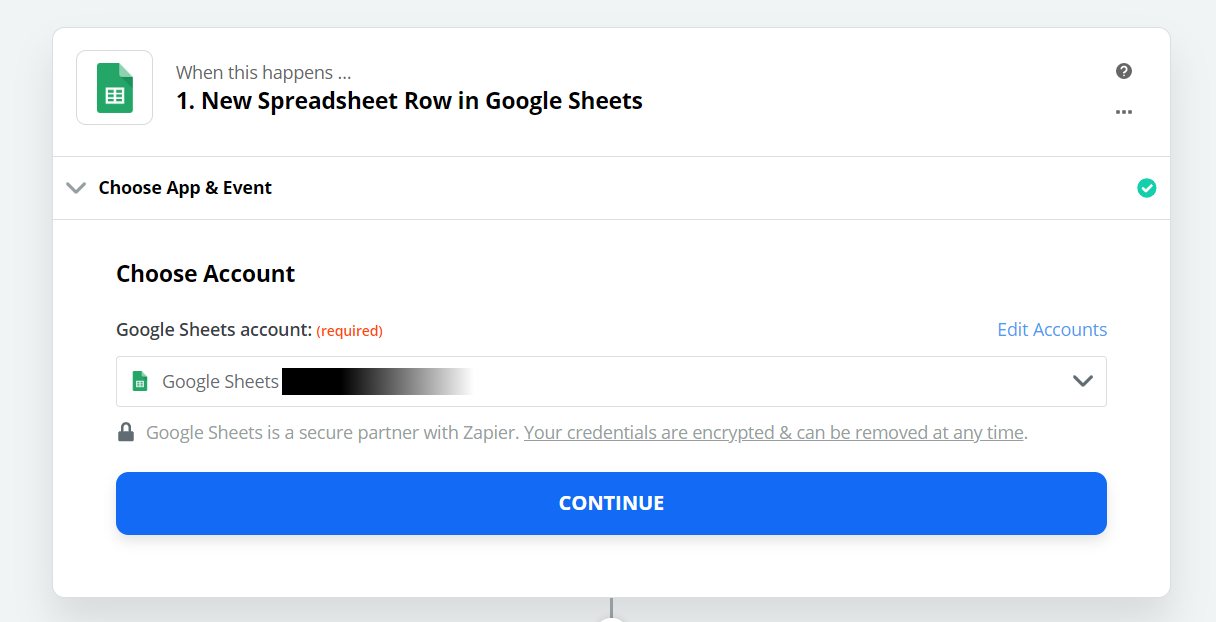 When this happens ...
1. New Spreadsheet Row in Google Sheets
Choose App & Event
Choose Account
Google Sheets account: (required)
Edit Accounts
Google Sheets
Google Sheets is a secure partner with Zapier. Your credentials are encrypted & can be removed at any time.
CONTINUE